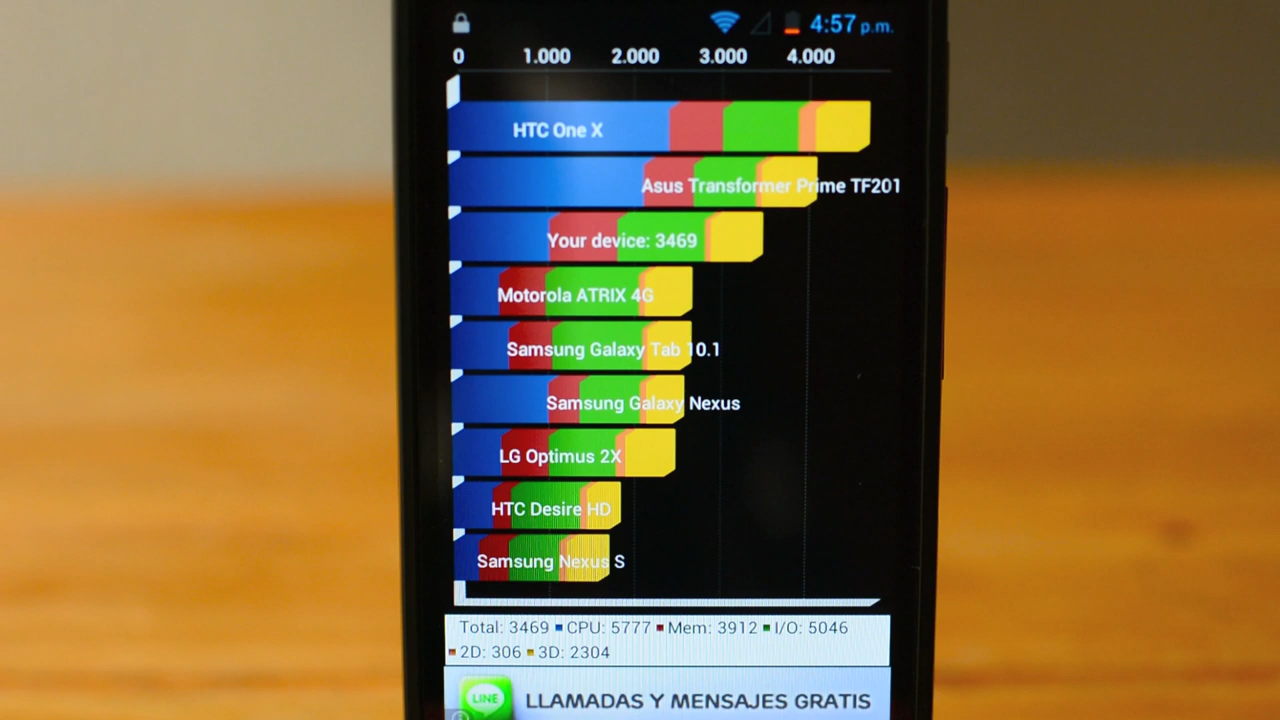 4:57 p.m.
0 1.000 2.000 3.000 4.000
HTC One X
Asus Transformer Prime TF201
Your device: 3469
Motorola ATRIX 4G
Samsung Galaxy Tab 10.1
Samsung Galaxy Nexus
LG Optimus 2X
HTC Desire HD
Samsung Nexus S
Total: 3469 CPU: 5777 Mem: 3912 I/O: 5046
2D: 306 3D: 2304
LINE LLAMADAS Y MENSAJES GRATIS